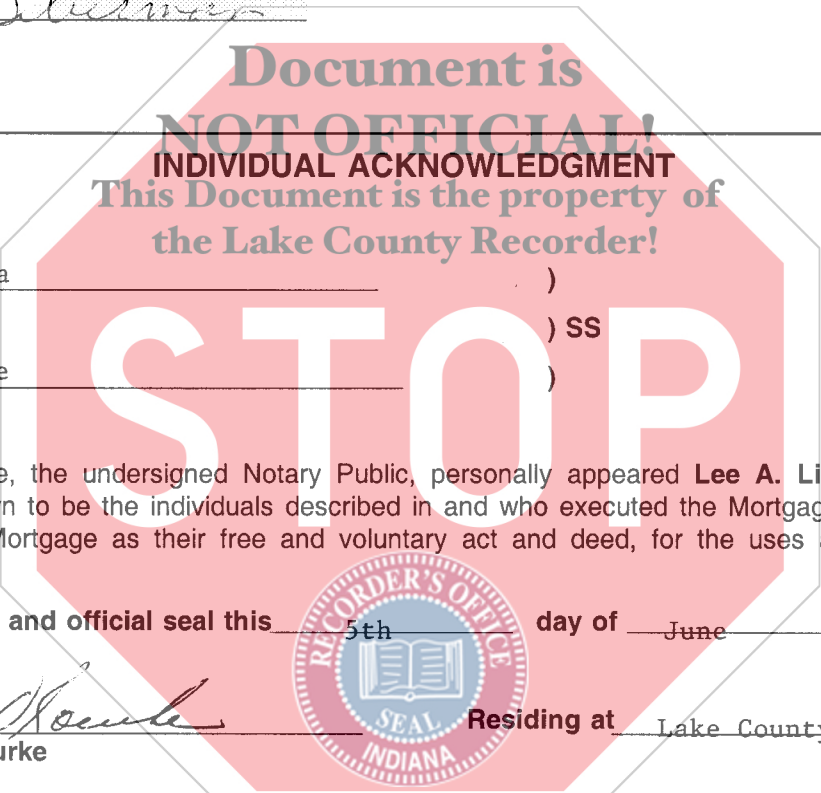 Document is
NOT OFFICIAL!
INDIVIDUAL ACKNOWLEDGMENT
This Document is the property of
the Lake County Recorder!
a )
) SS
e )
STOP
e, the undersigned Notary Public, personally appeared Lee A. Li
n to be the individuals described in and who executed the Mortgag
Mortgage as their free and voluntary act and deed, for the uses a
and official seal this 5th day of June
RECORDER'S OFFICE
SEAL
INDIANA
Residing at Lake County
urke